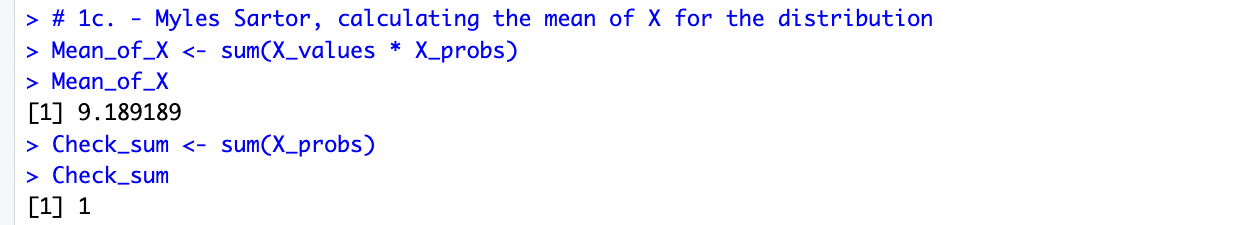 > # 1c. - Myles Sartor, calculating the mean of X for the distribution
> Mean_of_X <- sum(X_values * X_probs)
> Mean_of_X
[1] 9.189189
> Check_sum <- sum(X_probs)
> Check_sum
[1] 1